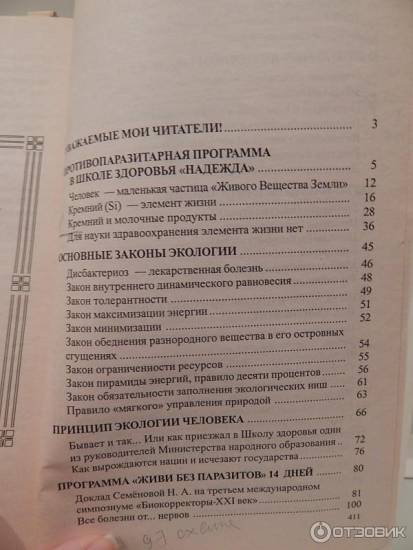 УВАЖАЕМЫЕ МОИ ЧИТАТЕЛИ! 3
ПРОТИВОПАРАЗИТАРНАЯ ПРОГРАММА
В ШКОЛЕ ЗДОРОВЬЯ «НАДЕЖДА» 5
Человек — маленькая частица «Живого Вещества Земли» 12
Кремний (Si) — элемент жизни 16
Кремний и молочные продукты 28
Для науки здравоохранения элемента жизни нет 36
ОСНОВНЫЕ ЗАКОНЫ ЭКОЛОГИИ 45
Дисбактериоз — лекарственная болезнь 46
Закон внутреннего динамического равновесия 48
Закон толерантности 49
Закон максимизации энергии 51
Закон минимизации 52
Закон обеднения разнородного вещества в его островных
сгущениях 54
Закон ограниченности ресурсов 55
Закон пирамиды энергий, правило десяти процентов 56
Закон обязательности заполнения экологических ниш 61
Правило «мягкого» управления природой 63
ПРИНЦИП ЭКОЛОГИИ ЧЕЛОВЕКА 66
Бывает и так... Или как приезжал в Школу здоровья один
из руководителей Министерства народного образования 72
Как вырождаются нации и исчезают государства 76
ПРОГРАММА «ЖИВИ БЕЗ ПАРАЗИТОВ» 14 ДНЕЙ 80
Доклад Семёновой Н. А. на третьем международном
симпозиуме «Биокорректоры-XXI век» 81
Все болезни от... нервов 100
411
97
ОТЗОВИК